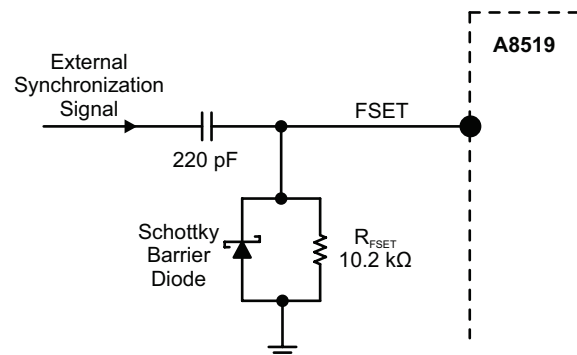 A8519
External
Synchronization
Signal
FSET
220 pF
Schottky
Barrier
Diode
RFSET
10.2 kΩ